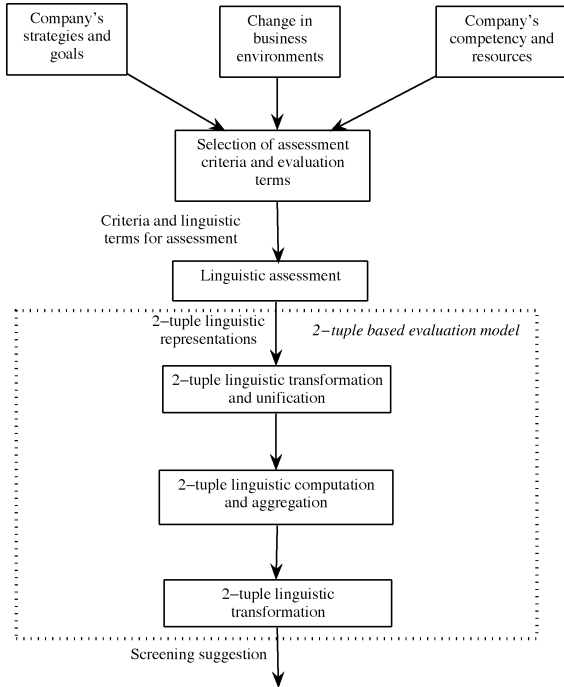 Company's
strategies and
goals
Change in
business
environments
Company's
competency and
resources
Selection of assessment
criteria and evaluation
terms
Criteria and linguistic
terms for assessment
Linguistic assessment
2−tuple linguistic
representations
2−tuple based evaluation model
2−tuple linguistic transformation
and unification
2−tuple linguistic computation
and aggregation
2−tuple linguistic
transformation
Screening suggestion